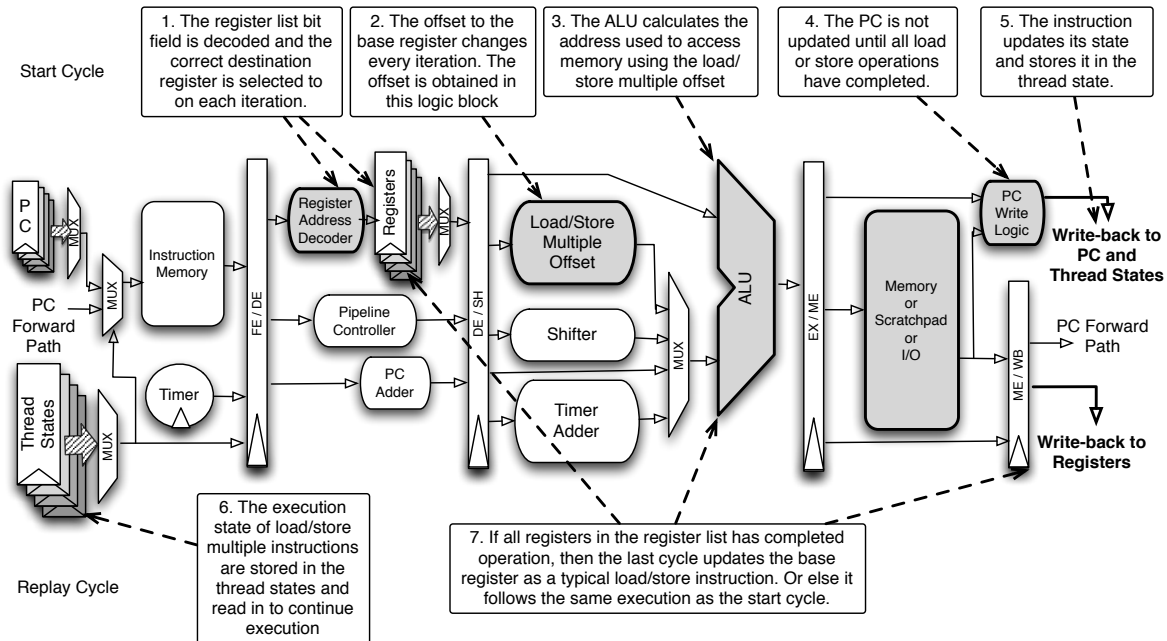 1. The register list bit
field is decoded and the
correct destination
register is selected to
on each iteration.
2. The offset to the
base register changes
every iteration. The
offset is obtained in
this logic block
3. The ALU calculates the
address used to access
memory using the load/
store multiple offset
4. The PC is not
updated until all load
or store operations
have completed.
5. The instruction
updates its state
and stores it in the
thread state.
Start Cycle
PC
MUX
PC
Forward
Path
MUX
Instruction
Memory
Timer
Thread
States
MUX
FE / DE
Register
Address
Decoder
Registers
MUX
Pipeline
Controller
PC
Adder
DE / SH
Load/Store
Multiple
Offset
Shifter
Timer
Adder
MUX
ALU
EX / ME
Memory
or
Scratchpad
or
I/O
PC
Write
Logic
Write-back to
PC and
Thread States
ME / WB
PC Forward
Path
Write-back to
Registers
6. The execution
state of load/store
multiple instructions
are stored in the
thread states and
read in to continue
execution
7. If all registers in the register list has completed
operation, then the last cycle updates the base
register as a typical load/store instruction. Or else it
follows the same execution as the start cycle.
Replay Cycle